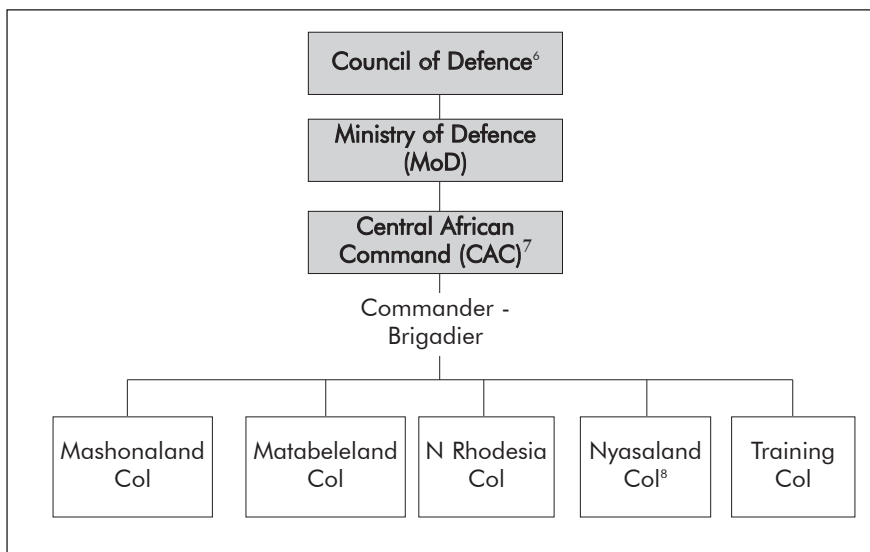 Council of Defence⁶
Ministry of Defence
(MoD)
Central African
Command (CAC)⁷
Commander -
Brigadier
Mashonaland
Col
Matabeleland
Col
N Rhodesia
Col
Nyasaland
Col⁸
Training
Col